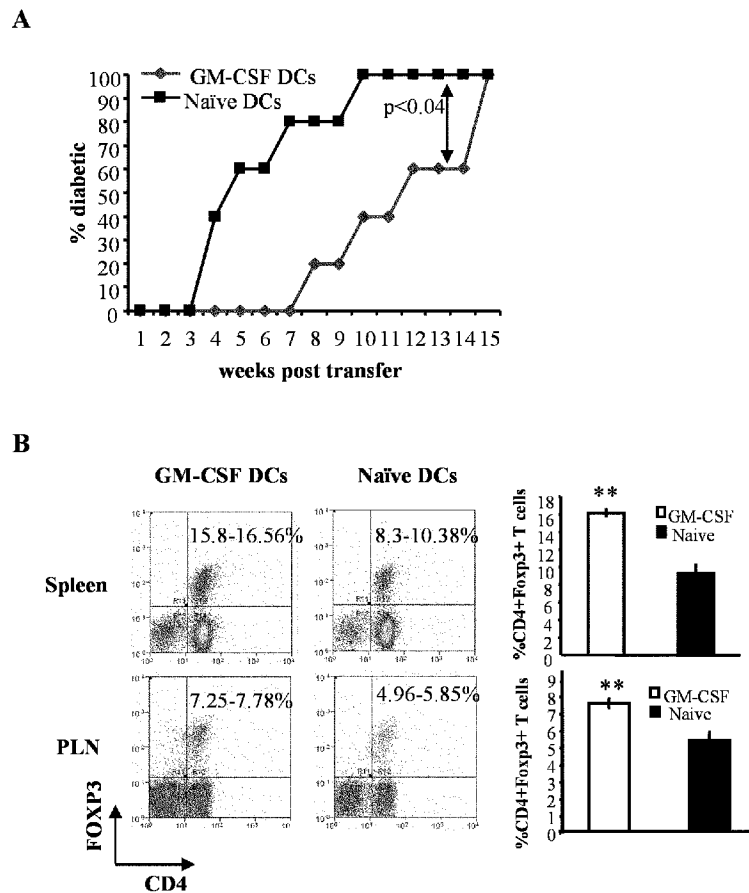 A
GM-CSF DCs
Naïve DCs
p<0.04
100
90
80
70
60
50
40
30
20
10
0
% diabetic
1 2 3 4 5 6 7 8 9 10 11 12 13 14 15
weeks post transfer
B
GM-CSF DCs Naïve DCs
Spleen
15.8-16.56%
8.3-10.38%
PLN
7.25-7.78%
4.96-5.85%
FOXP3
CD4
%CD4+Foxp3+ T cells
18
16
14
12
10
8
6
4
2
0
**
GM-CSF
Naive
%CD4+Foxp3+ T cells
8
7
6
5
4
3
2
1
0
**
GM-CSF
Naive